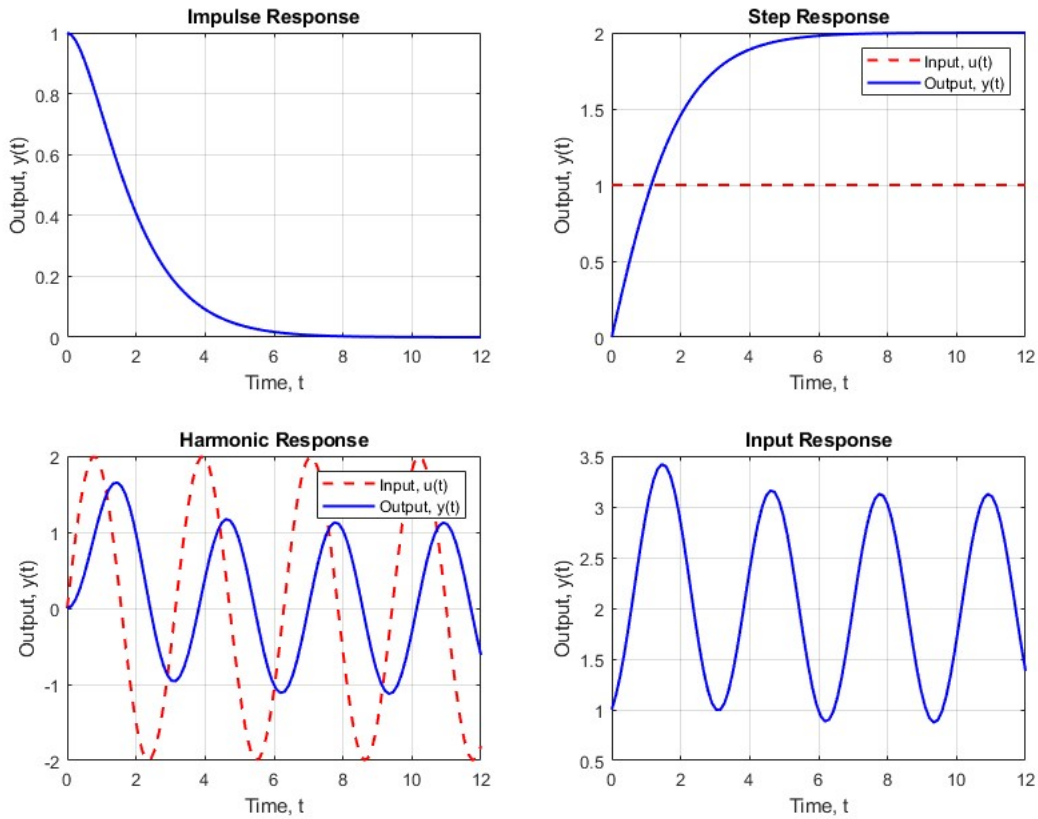 Impulse Response
1
0.8
0.6
0.4
0.2
0
Output, y(t)
0 2 4 6 8 10 12
Time, t
Step Response
2
1.5
1
0.5
0
Output, y(t)
Input, u(t)
Output, y(t)
0 2 4 6 8 10 12
Time, t
Harmonic Response
2
1
0
-1
-2
Output, y(t)
Input, u(t)
Output, y(t)
0 2 4 6 8 10 12
Time, t
Input Response
3.5
3
2.5
2
1.5
1
0.5
Output, y(t)
0 2 4 6 8 10 12
Time, t